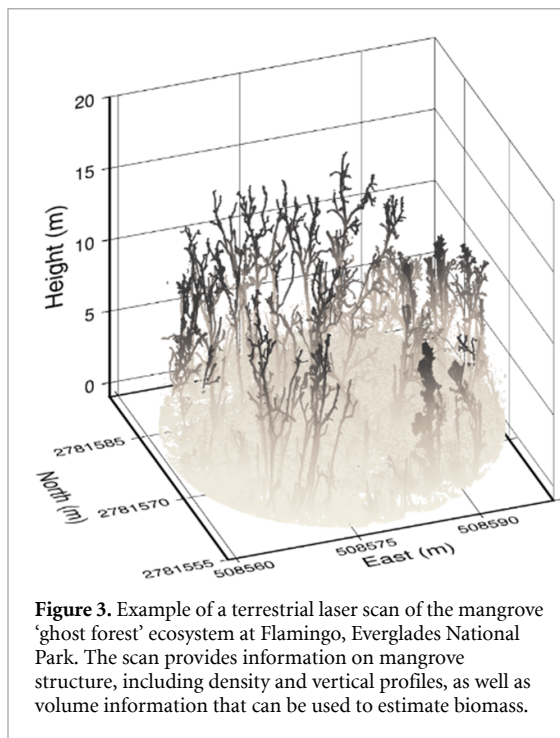 20
15
10
5
0
Height (m)
2781585
2781570
2781555
North (m)
508560
508575
508590
East (m)
Figure 3. Example of a terrestrial laser scan of the mangrove
‘ghost forest’ ecosystem at Flamingo, Everglades National
Park. The scan provides information on mangrove
structure, including density and vertical profiles, as well as
volume information that can be used to estimate biomass.